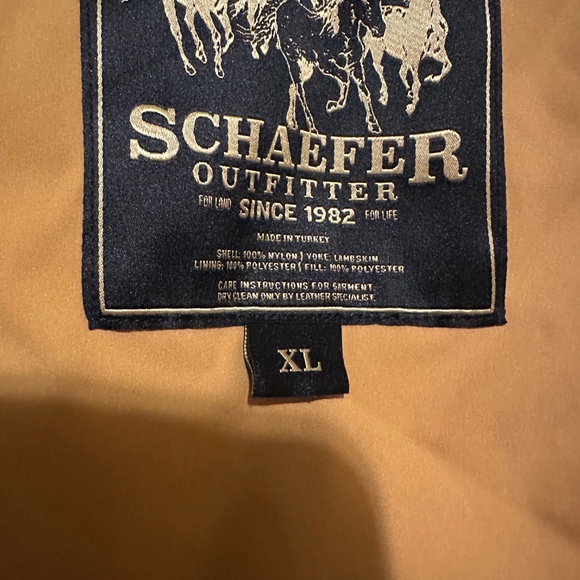 SCHAEFER
OUTFITTER
FOR LAND SINCE 1982 FOR LIFE
MADE IN TURKEY
SHELL: 100% NYLON | YOKE: LAMBSKIN
LINING: 100% POLYESTER | FILL: 100% POLYESTER
CARE INSTRUCTIONS FOR GARMENT:
DRY CLEAN ONLY BY LEATHER SPECIALIST.
XL